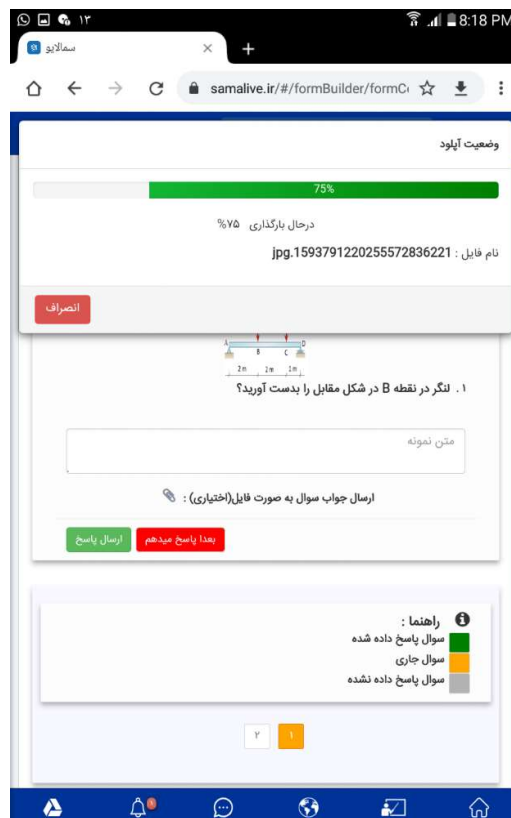 ۱۳ 8:18 PM
سمالایو
samalive.ir/#/formBuilder/formC
وضعیت آپلود
75%
درحال بارگذاری ۷۵%
نام فایل : jpg.1593791220255572836221
انصراف
A B C D
2m 2m 1m
۱ . لنگر در نقطه B در شکل مقابل را بدست آورید؟
متن نمونه
ارسال جواب سوال به صورت فایل(اختیاری) :
بعدا پاسخ میدهم ارسال پاسخ
راهنما :
سوال پاسخ داده شده
سوال جاری
سوال پاسخ داده نشده
۱ ۲